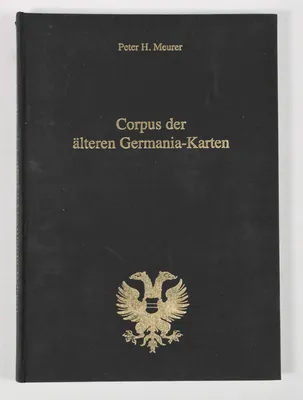 Peter H. Meurer
Corpus der
älteren Germania-Karten